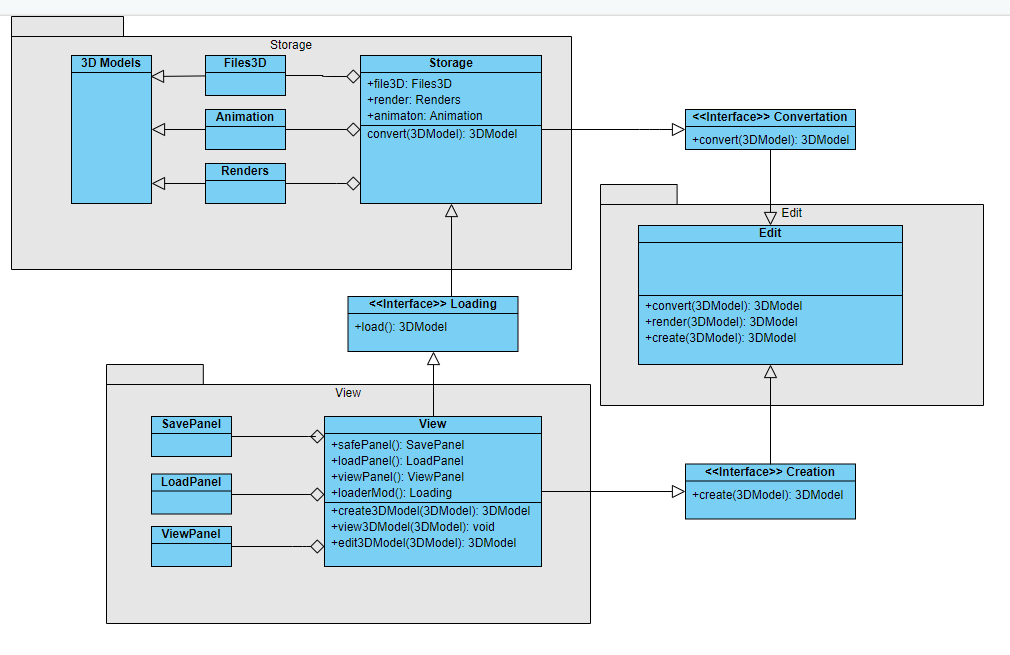 Storage
3D Models
Files3D
Animation
Renders
Storage
+file3D: Files3D
+render: Renders
+animaton: Animation
convert(3DModel): 3DModel
<<Interface>> Convertation
+convert(3DModel): 3DModel
Edit
Edit
+convert(3DModel): 3DModel
+render(3DModel): 3DModel
+create(3DModel): 3DModel
<<Interface>> Loading
+load(): 3DModel
View
SavePanel
LoadPanel
ViewPanel
View
+safePanel(): SavePanel
+loadPanel(): LoadPanel
+viewPanel(): ViewPanel
+loaderMod(): Loading
+create3DModel(3DModel): 3DModel
+view3DModel(3DModel): void
+edit3DModel(3DModel): 3DModel
<<Interface>> Creation
+create(3DModel): 3DModel